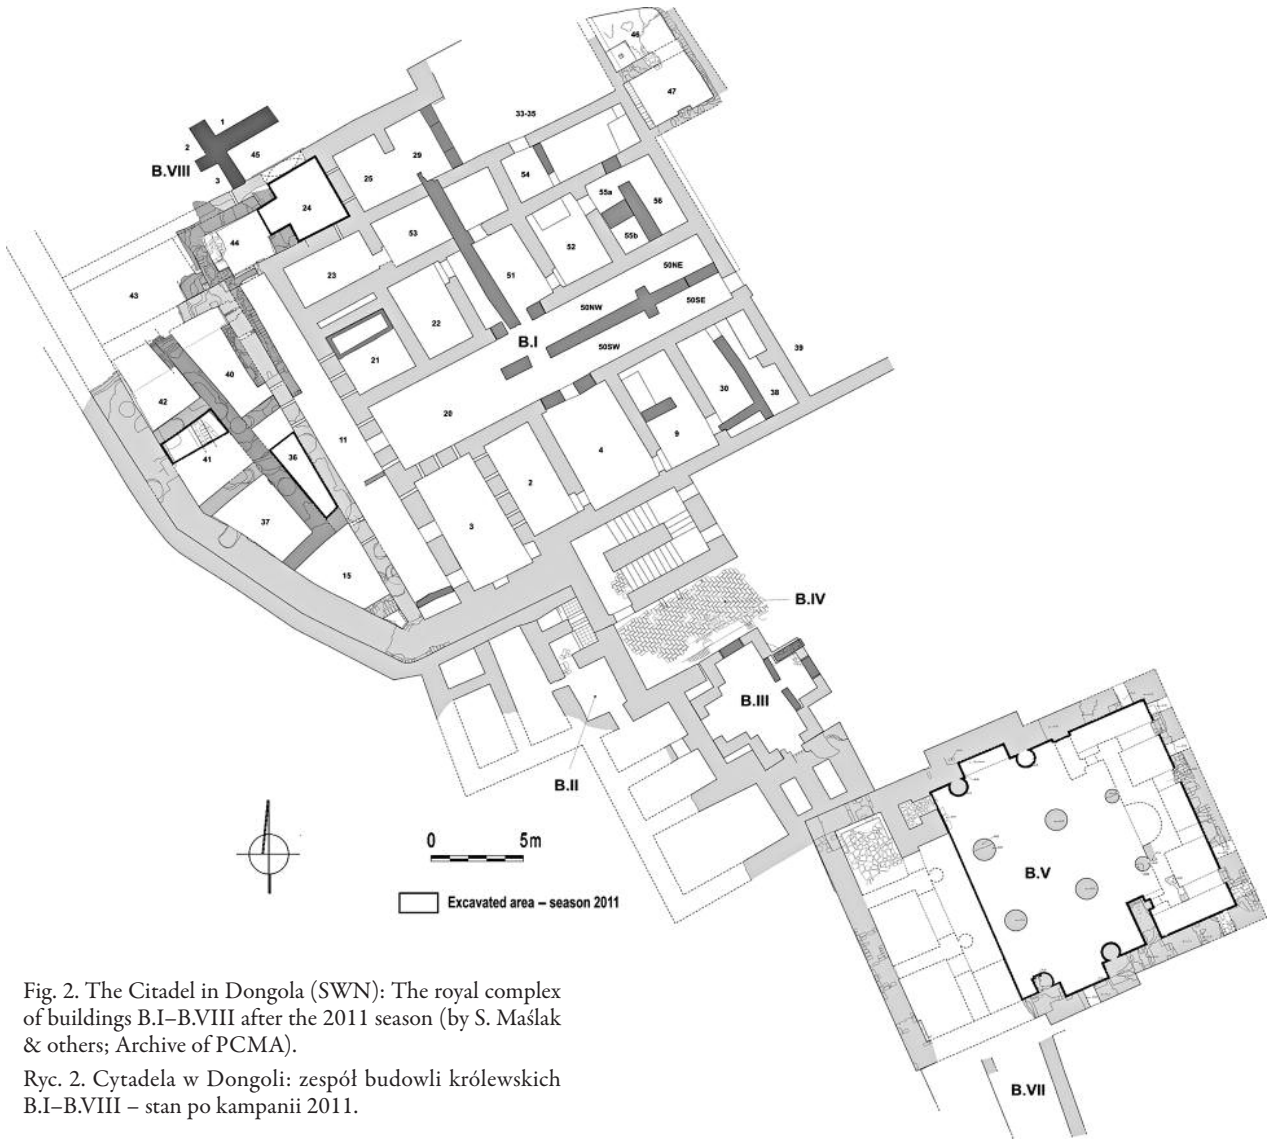 46
47
33-35
1
2
45
B.VIII
3
25
29
54
55a
56
24
53
52
55b
44
23
51
50NE
43
50NW
50SE
22
B.I
50SW
21
39
40
30
38
42
20
11
9
41
36
4
2
37
3
15
B.IV
B.III
B.II
0 5m
B.V
Excavated area – season 2011
Fig. 2. The Citadel in Dongola (SWN): The royal complex
of buildings B.I–B.VIII after the 2011 season (by S. Maślak
& others; Archive of PCMA).
Ryc. 2. Cytadela w Dongoli: zespół budowli królewskich
B.I–B.VIII – stan po kampanii 2011.
B.VII